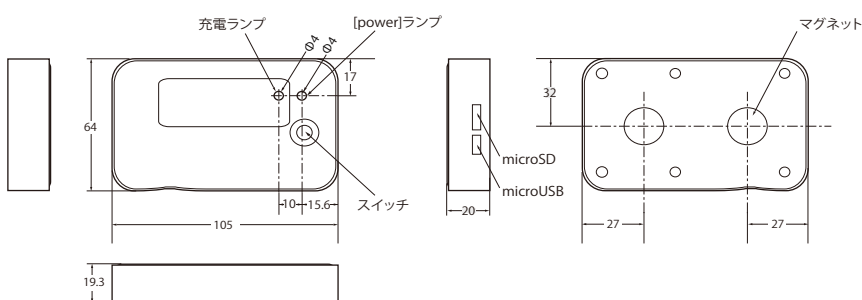 充電ランプ
[power]ランプ
マグネット
Φ4
Φ4
17
32
64
microSD
microUSB
スイッチ
10
15.6
20
27
27
105
19.3